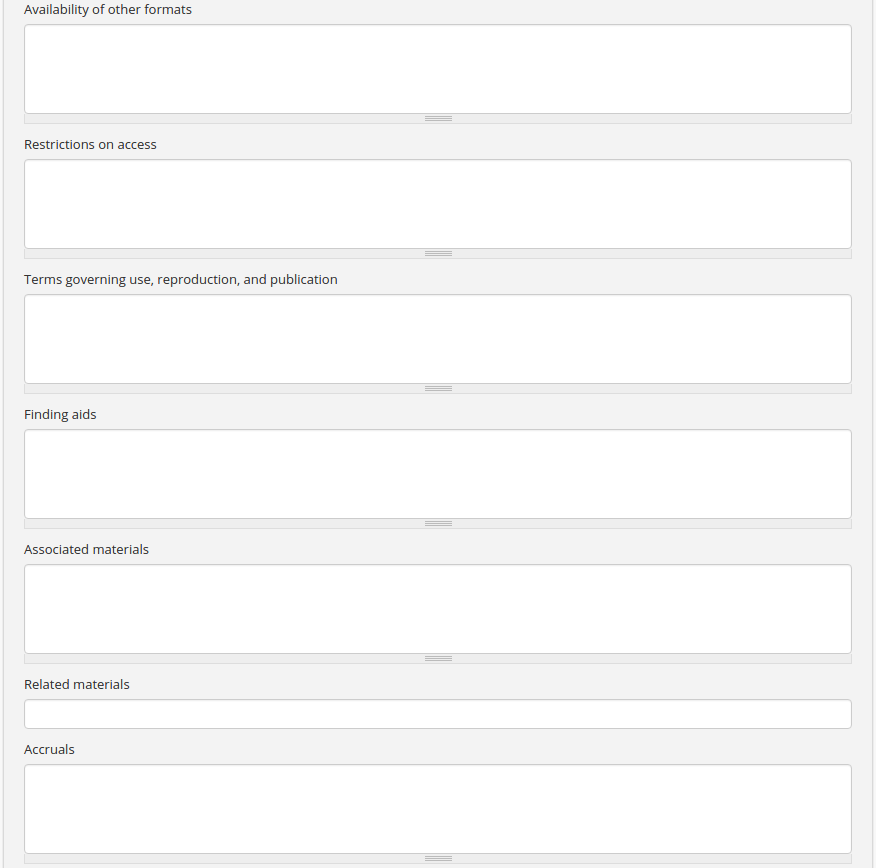 Availability of other formats
Restrictions on access
Terms governing use, reproduction, and publication
Finding aids
Associated materials
Related materials
Accruals